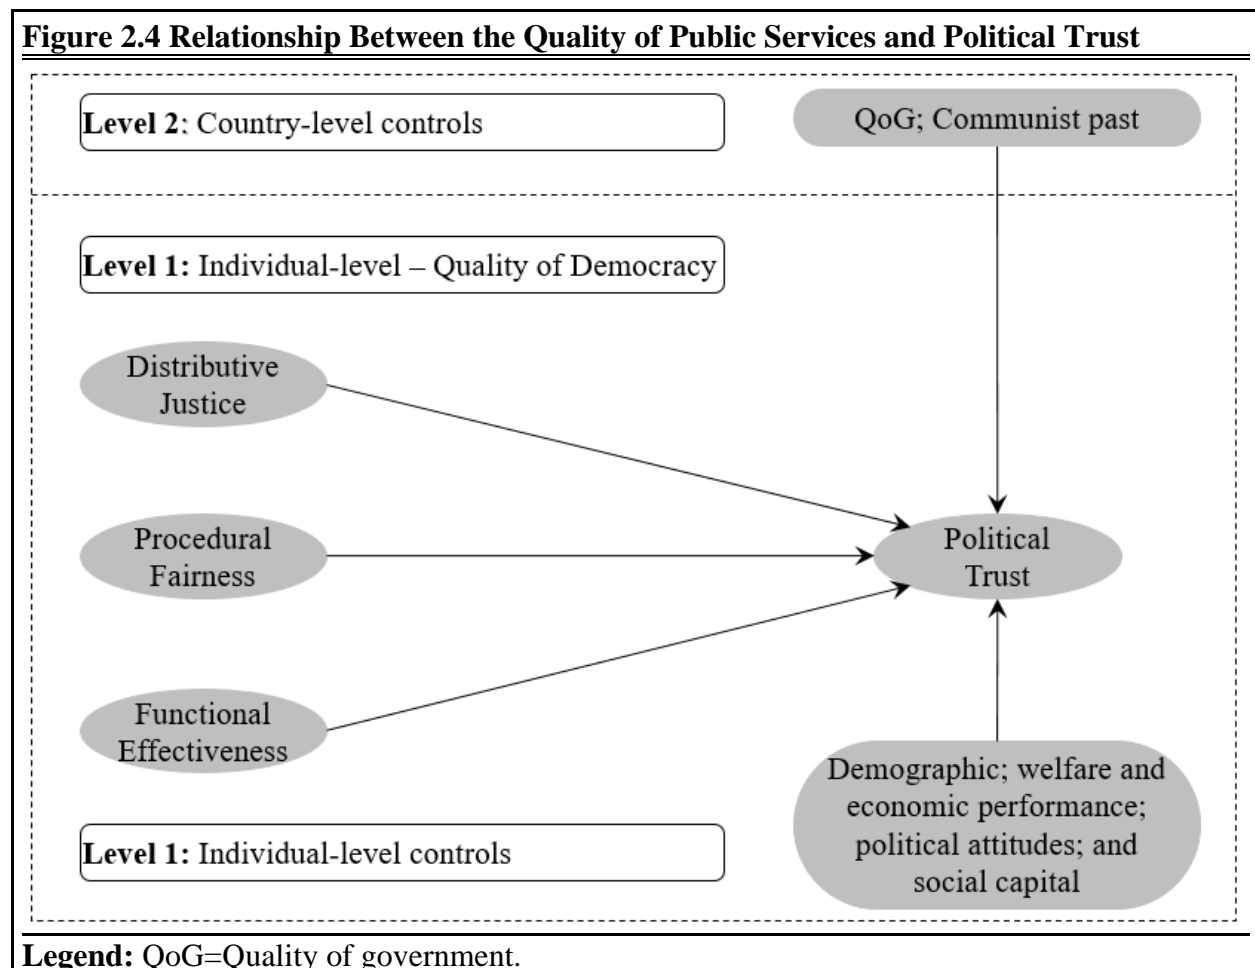 Figure 2.4 Relationship Between the Quality of Public Services and Political Trust
Level 2: Country-level controls
QoG; Communist past
Level 1: Individual-level – Quality of Democracy
Distributive
Justice
Procedural
Fairness
Political
Trust
Functional
Effectiveness
Demographic; welfare and
economic performance;
political attitudes; and
social capital
Level 1: Individual-level controls
Legend: QoG=Quality of government.